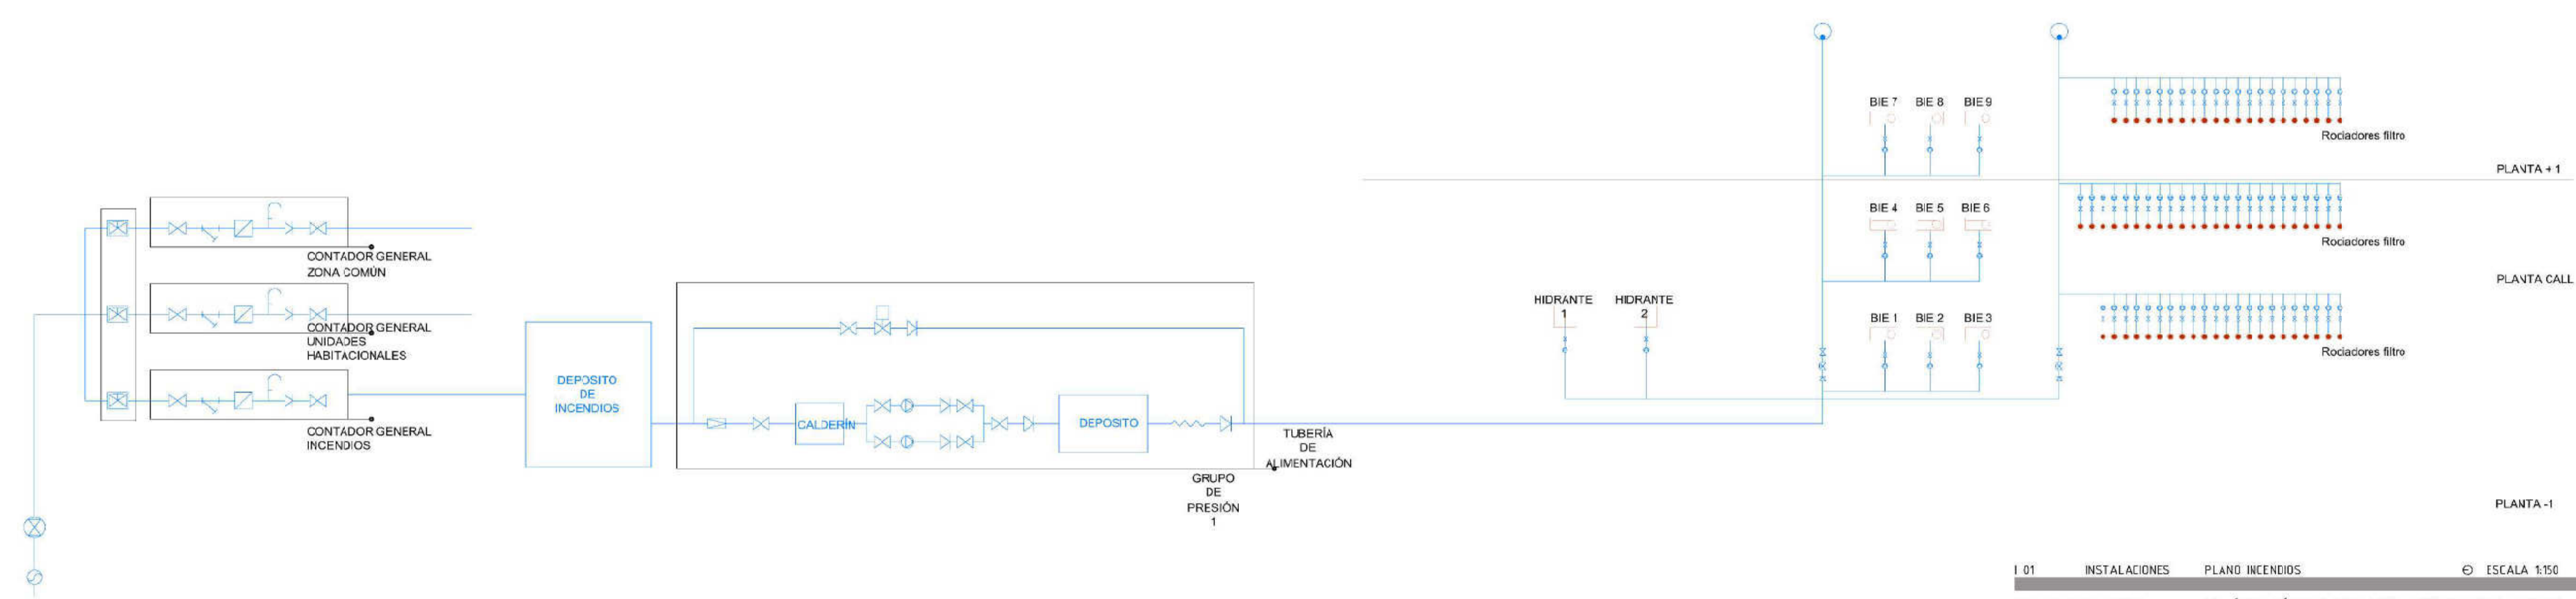 BIE 7 BIE 8 BIE 9
Rociadores filtro
PLANTA + 1
BIE 4 BIE 5 BIE 6
Rociadores filtro
CONTADOR GENERAL
ZONA COMÚN
PLANTA CALL
HIDRANTE
1
HIDRANTE
2
BIE 1 BIE 2 BIE 3
Rociadores filtro
CONTADOR GENERAL
UNIDADES
HABITACIONALES
DEPOSITO
DE
INCENDIOS
CALDERÍN
DEPOSITO
CONTADOR GENERAL
INCENDIOS
TUBERÍA
DE
ALIMENTACIÓN
GRUPO
DE
PRESIÓN
1
PLANTA -1
I 01 INSTALACIONES PLANO INCENDIOS ESCALA 1:150